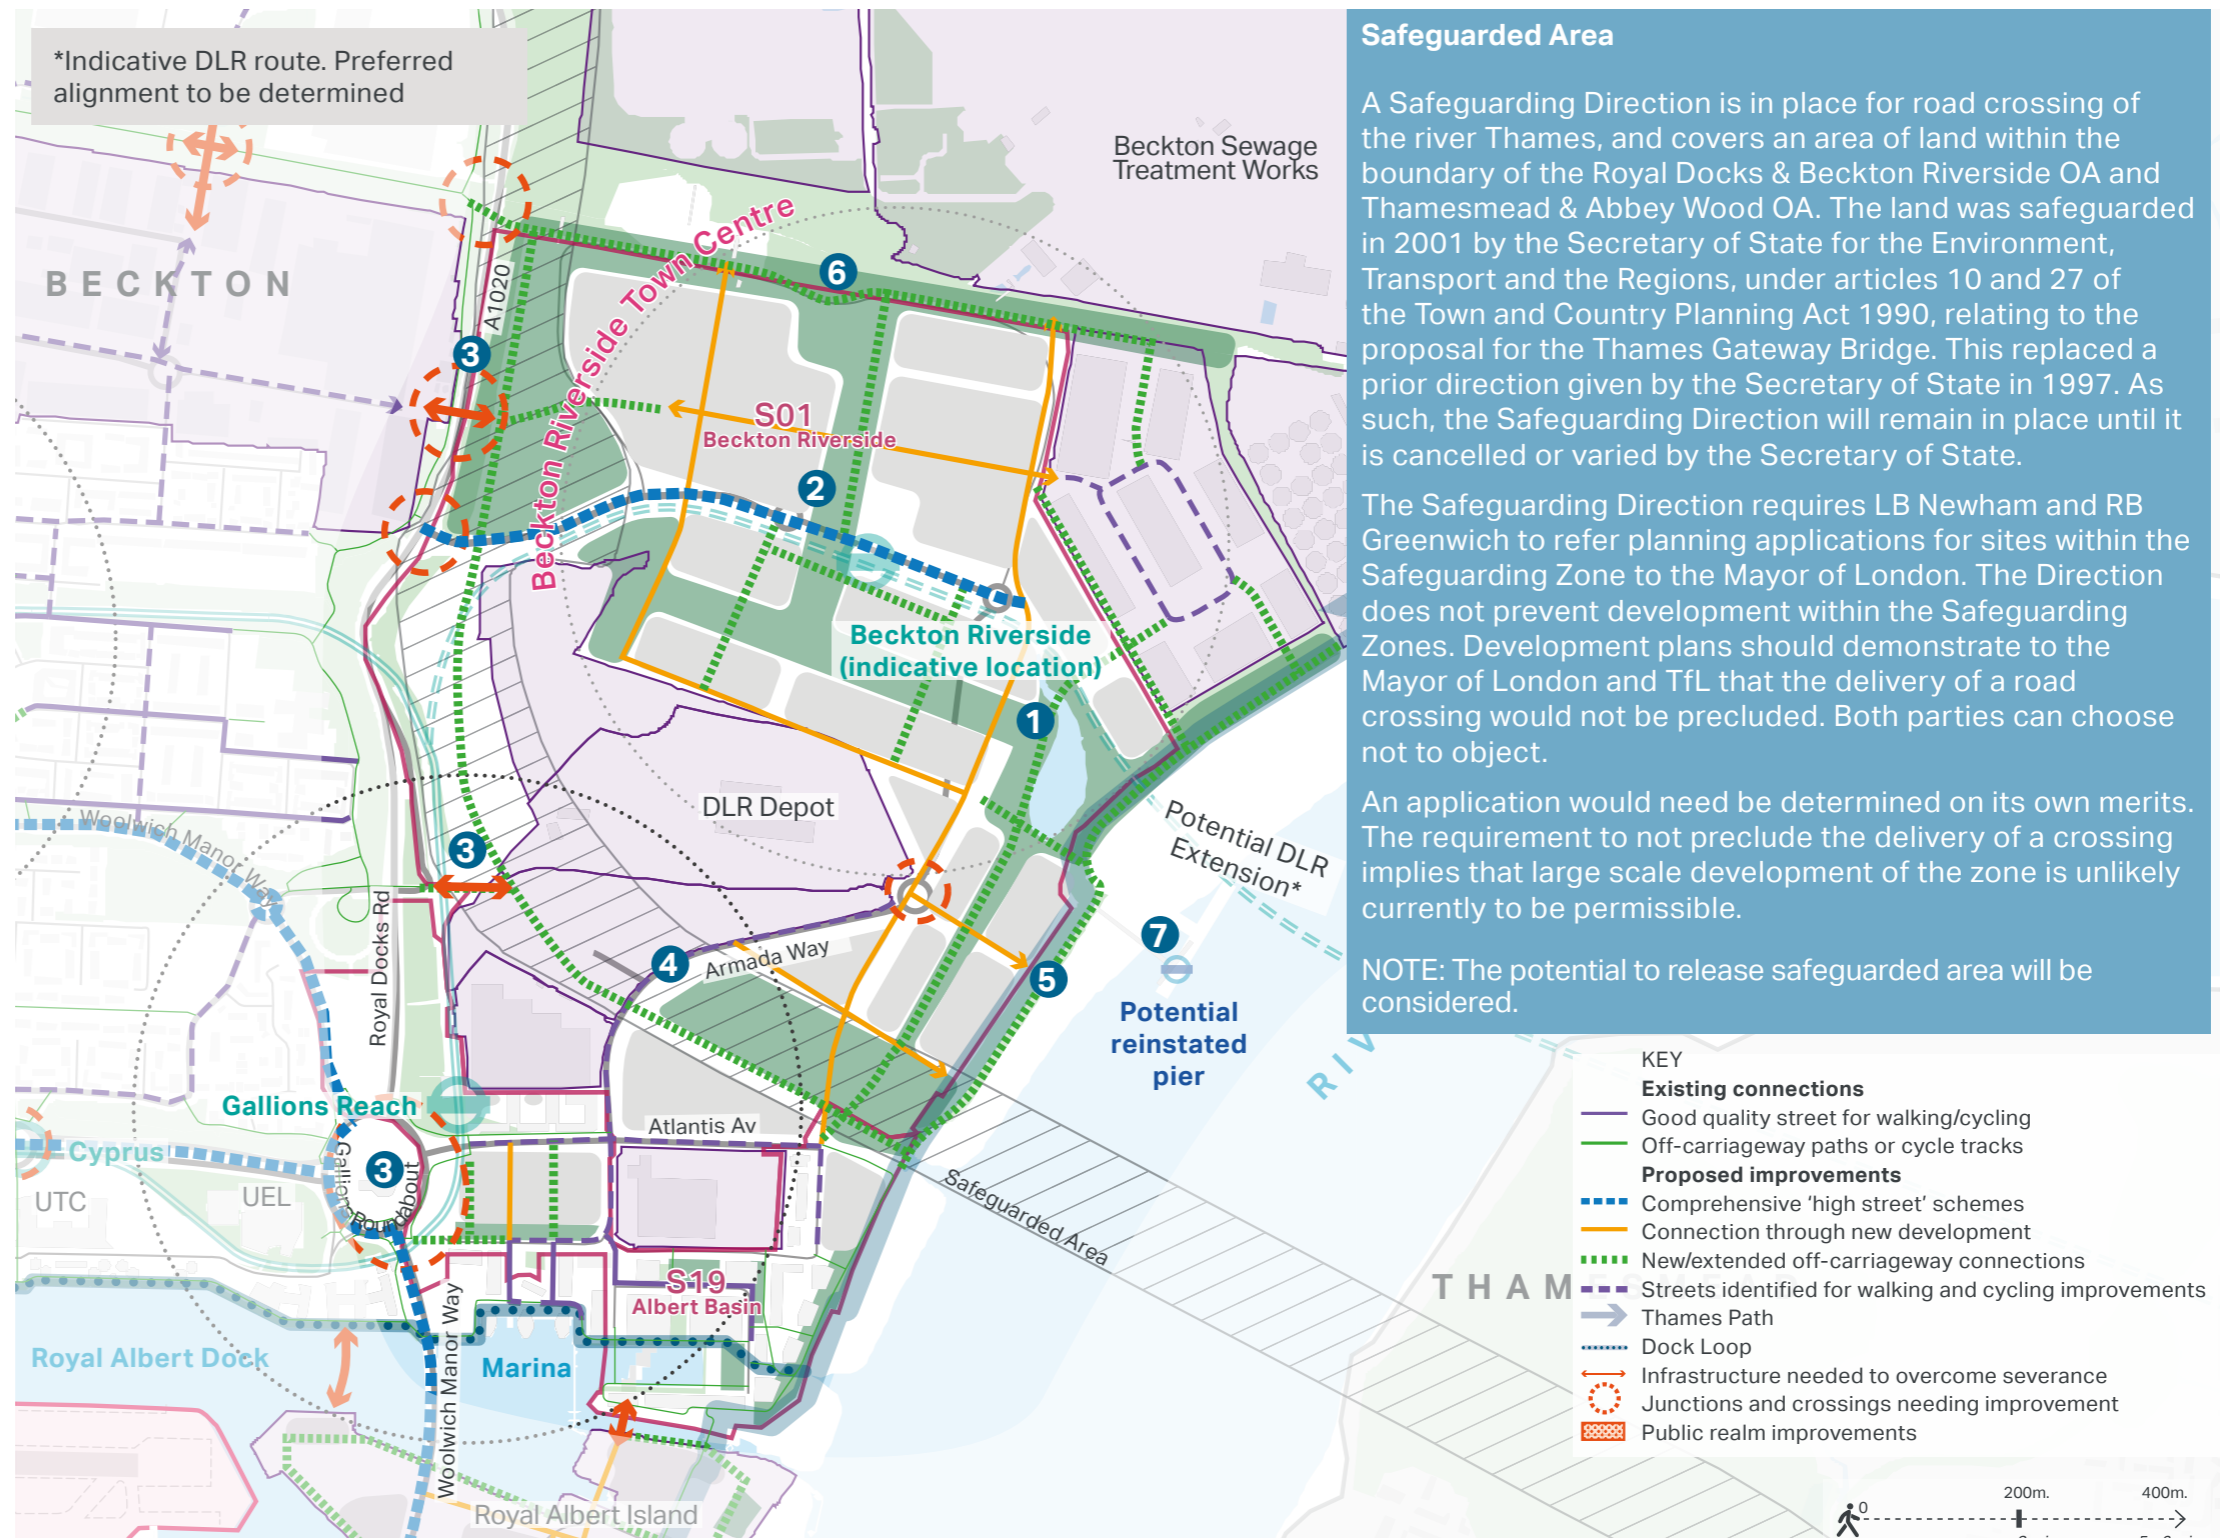 *Indicative DLR route. Preferred
alignment to be determined
Beckton Sewage
Treatment Works
BECKTON
A1020
Beckton Riverside Town Centre
6
3
S01
Beckton Riverside
2
Beckton Riverside
(indicative location)
1
DLR Depot
Potential DLR
Extension*
Woolwich Manor Way
3
Royal Docks Rd
4
Armada Way
5
7
Potential
reinstated
pier
Gallions Reach
Atlantis Av
Cyprus
3
Gallions
Roundabout
UTC
UEL
Safeguarded Area
S19
Albert Basin
Royal Albert Dock
Woolwich Manor Way
Marina
Royal Albert Island
RIV
THAMESMEAD
Safeguarded Area
A Safeguarding Direction is in place for road crossing of
the river Thames, and covers an area of land within the
boundary of the Royal Docks & Beckton Riverside OA and
Thamesmead & Abbey Wood OA. The land was safeguarded
in 2001 by the Secretary of State for the Environment,
Transport and the Regions, under articles 10 and 27 of
the Town and Country Planning Act 1990, relating to the
proposal for the Thames Gateway Bridge. This replaced a
prior direction given by the Secretary of State in 1997. As
such, the Safeguarding Direction will remain in place until it
is cancelled or varied by the Secretary of State.
The Safeguarding Direction requires LB Newham and RB
Greenwich to refer planning applications for sites within the
Safeguarding Zone to the Mayor of London. The Direction
does not prevent development within the Safeguarding
Zones. Development plans should demonstrate to the
Mayor of London and TfL that the delivery of a road
crossing would not be precluded. Both parties can choose
not to object.
An application would need be determined on its own merits.
The requirement to not preclude the delivery of a crossing
implies that large scale development of the zone is unlikely
currently to be permissible.
NOTE: The potential to release safeguarded area will be
considered.
KEY
Existing connections
Good quality street for walking/cycling
Off-carriageway paths or cycle tracks
Proposed improvements
Comprehensive ‘high street’ schemes
Connection through new development
New/extended off-carriageway connections
Streets identified for walking and cycling improvements
Thames Path
Dock Loop
Infrastructure needed to overcome severance
Junctions and crossings needing improvement
Public realm improvements
0
200m.
400m.